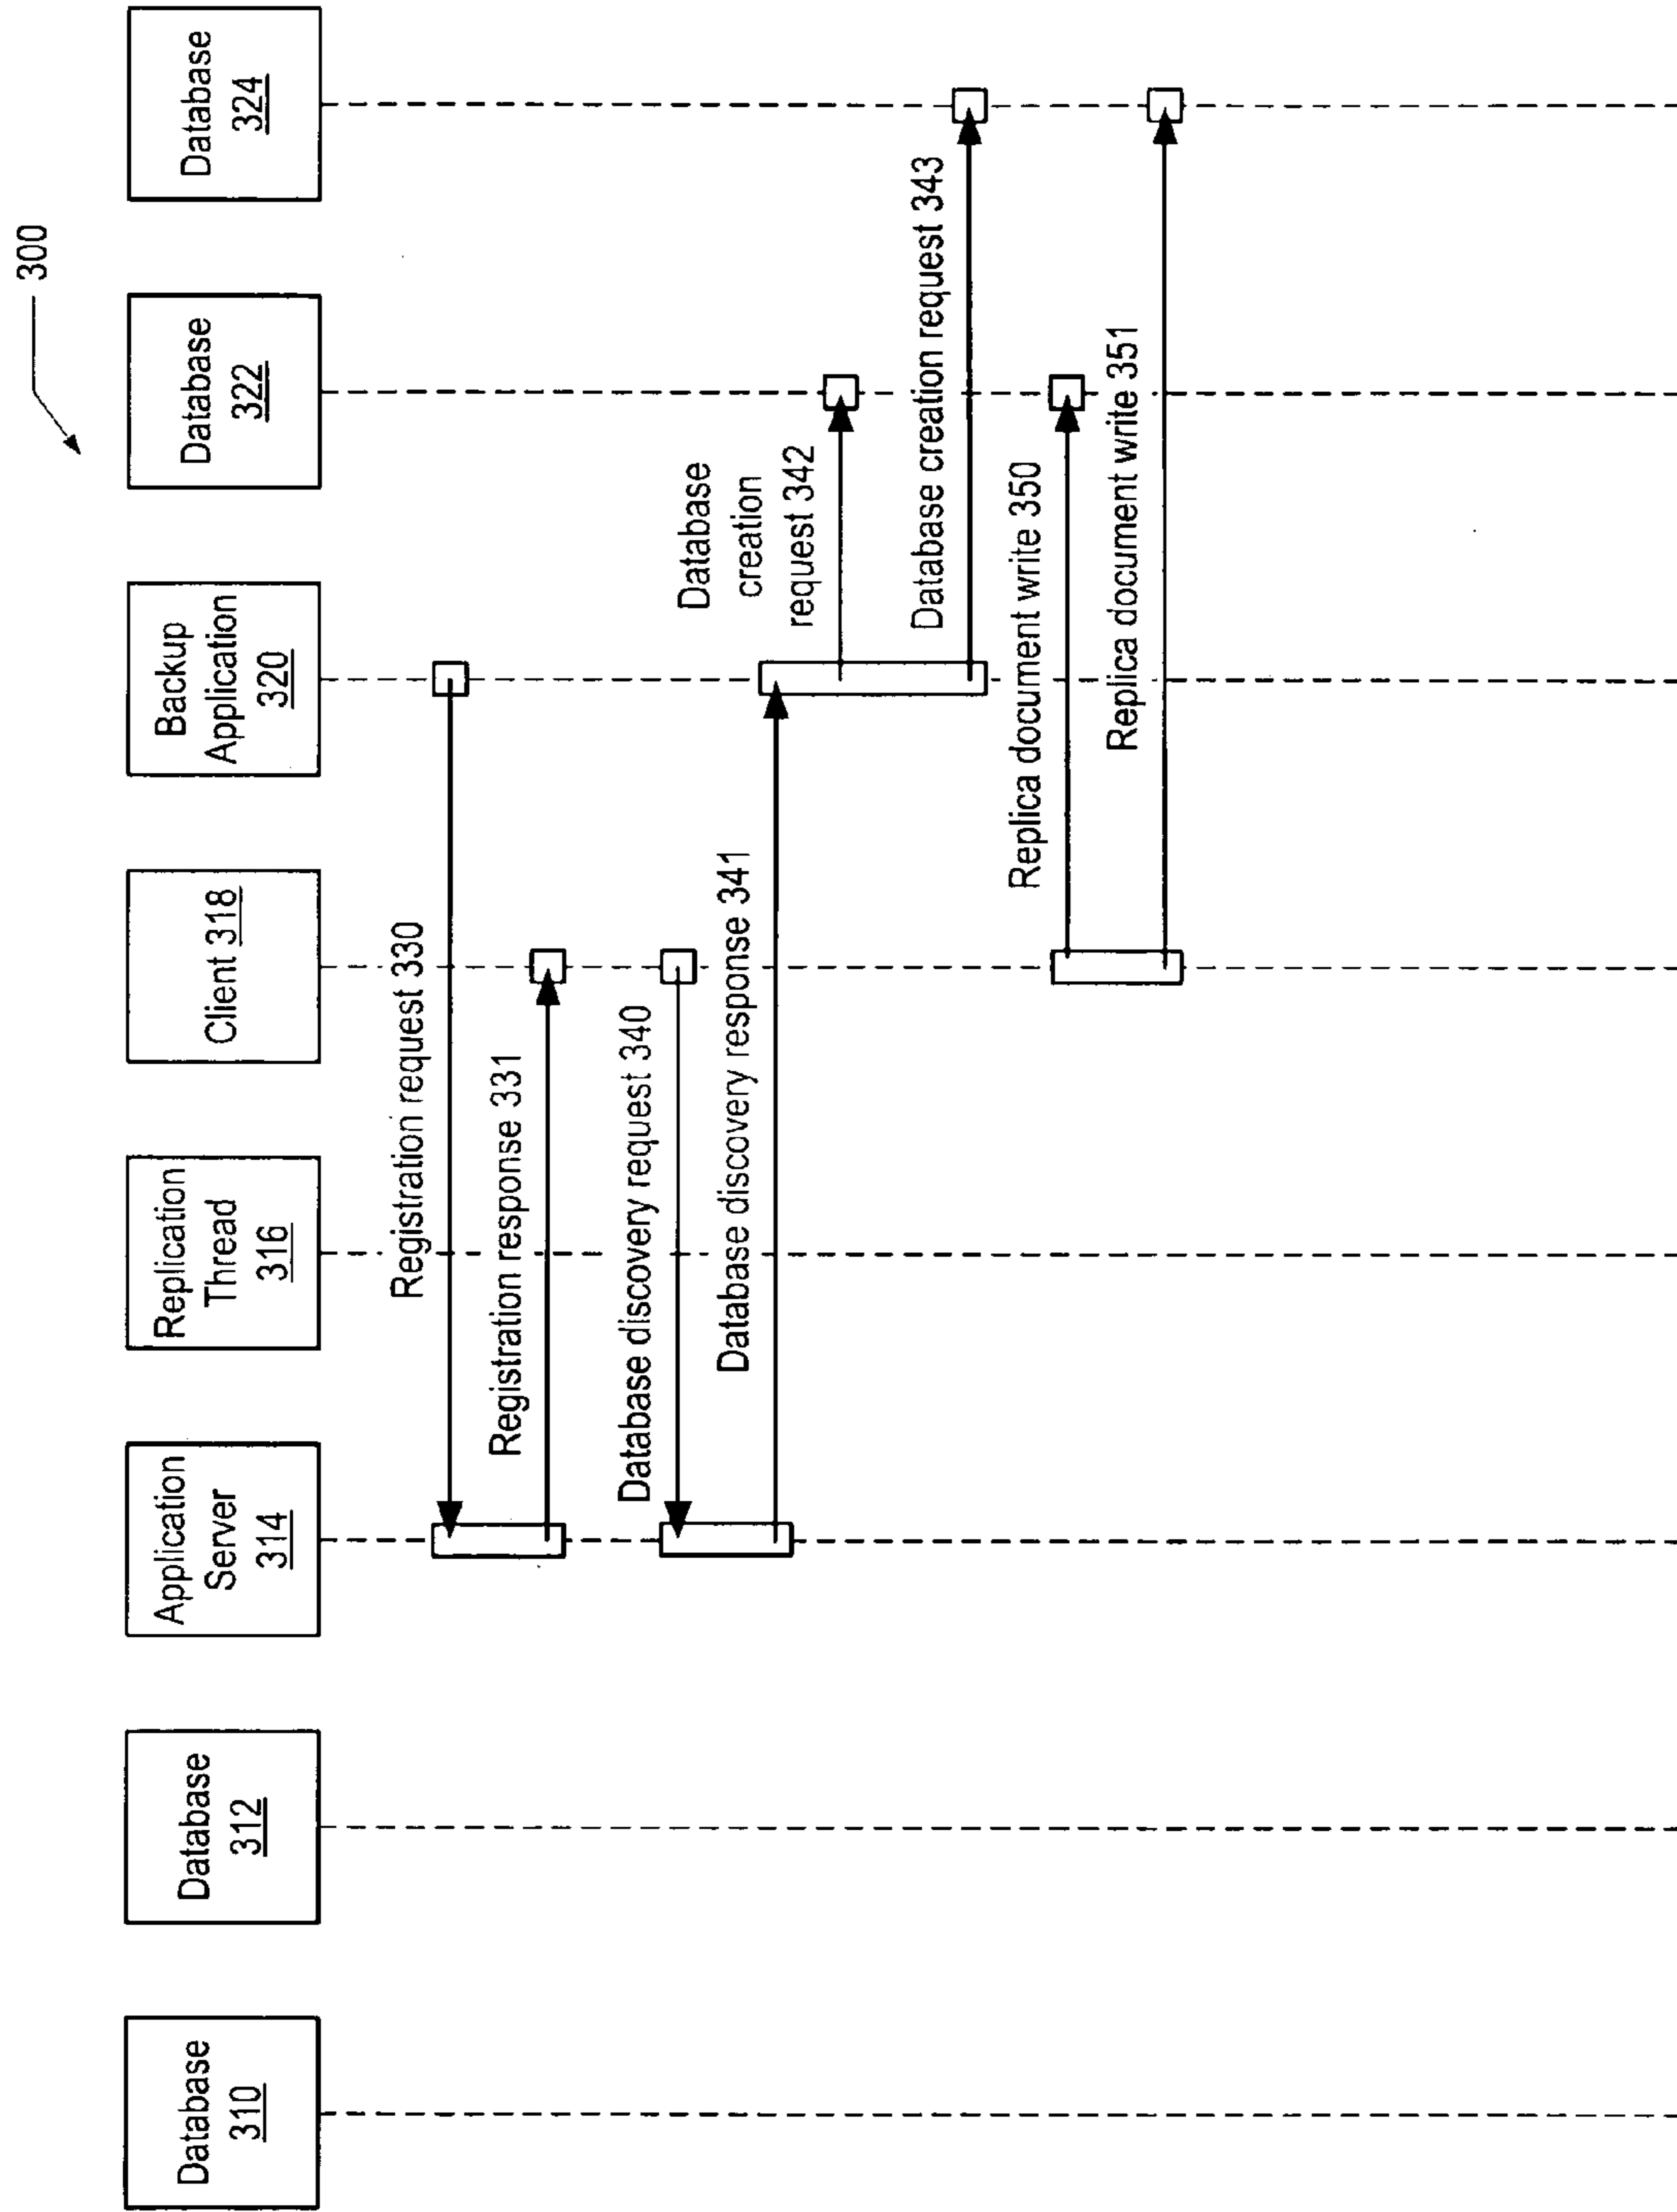 300
Database
310
Database
312
Application
Server
314
Replication
Thread
316
Client 318
Backup
Application
320
Database
322
Database
324
Registration request 330
Registration response 331
Database discovery request 340
Database discovery response 341
Database
creation
request 342
Database creation request 343
Replica document write 350
Replica document write 351